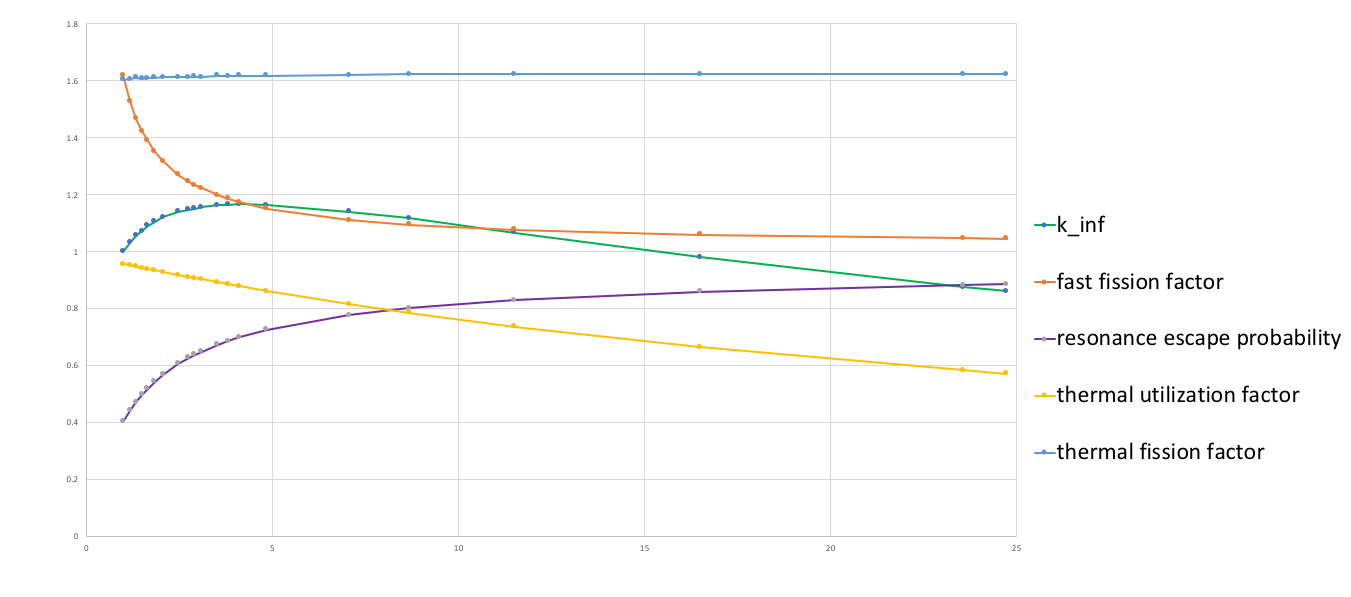 1.8
1.6
1.4
1.2
1
0.8
0.6
0.4
0.2
0
0 5 10 15 20 25
k_inf
fast fission factor
resonance escape probability
thermal utilization factor
thermal fission factor